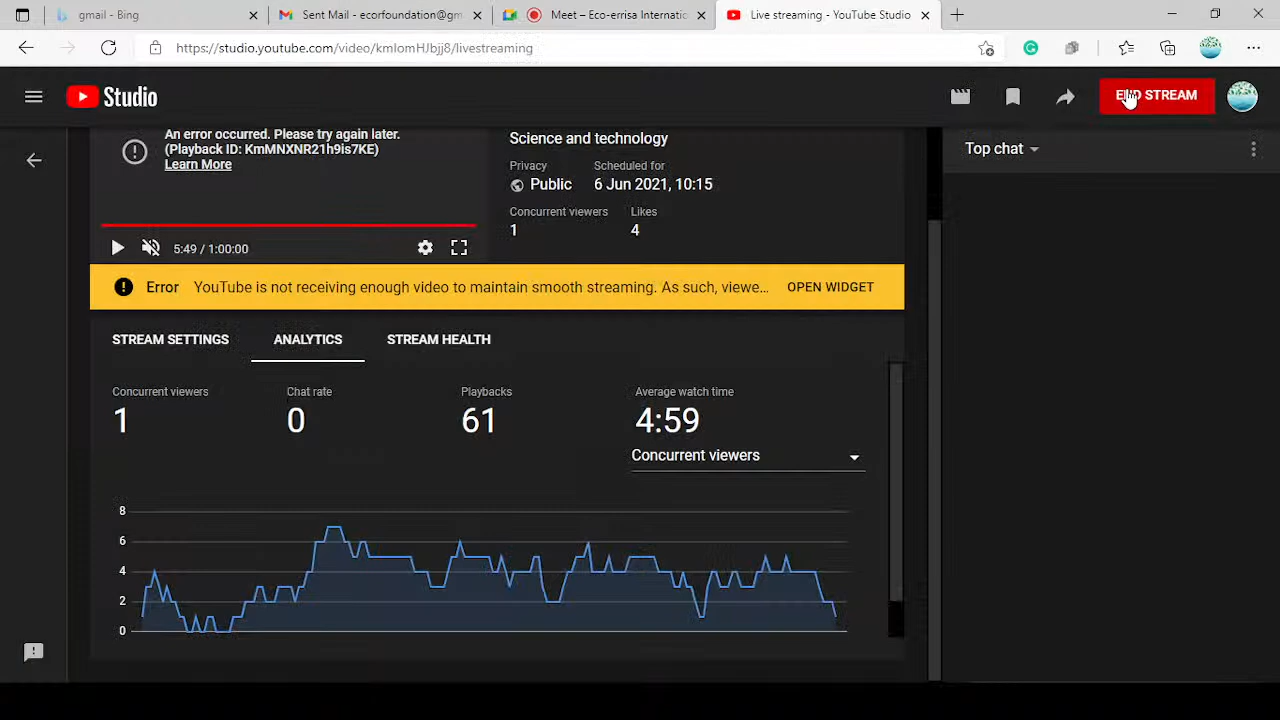 gmail - Bing
Sent Mail - ecorfoundation@gm
Meet – Eco-errisa Internatio
Live streaming - YouTube Studio
https://studio.youtube.com/video/kmIomHJbjj8/livestreaming
Studio
END STREAM
An error occurred. Please try again later.
(Playback ID: KmMNXNR21h9is7KE)
Learn More
5:49 / 1:00:00
Science and technology
Privacy
Scheduled for
Public
6 Jun 2021, 10:15
Concurrent viewers
Likes
1
4
Top chat
Error YouTube is not receiving enough video to maintain smooth streaming. As such, viewe... OPEN WIDGET
STREAM SETTINGS
ANALYTICS
STREAM HEALTH
Concurrent viewers
Chat rate
Playbacks
Average watch time
1
0
61
4:59
Concurrent viewers
8
6
4
2
0